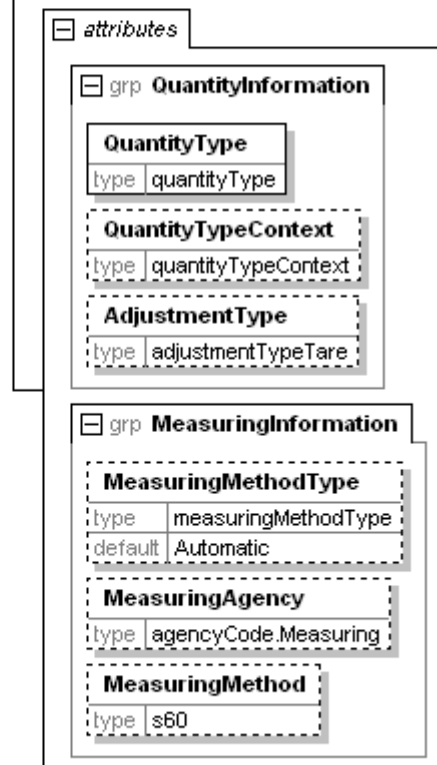 attributes
grp QuantityInformation
QuantityType
type quantityType
QuantityTypeContext
type quantityTypeContext
AdjustmentType
type adjustmentTypeTare
grp MeasuringInformation
MeasuringMethodType
type measuringMethodType
default Automatic
MeasuringAgency
type agencyCode.Measuring
MeasuringMethod
type s60